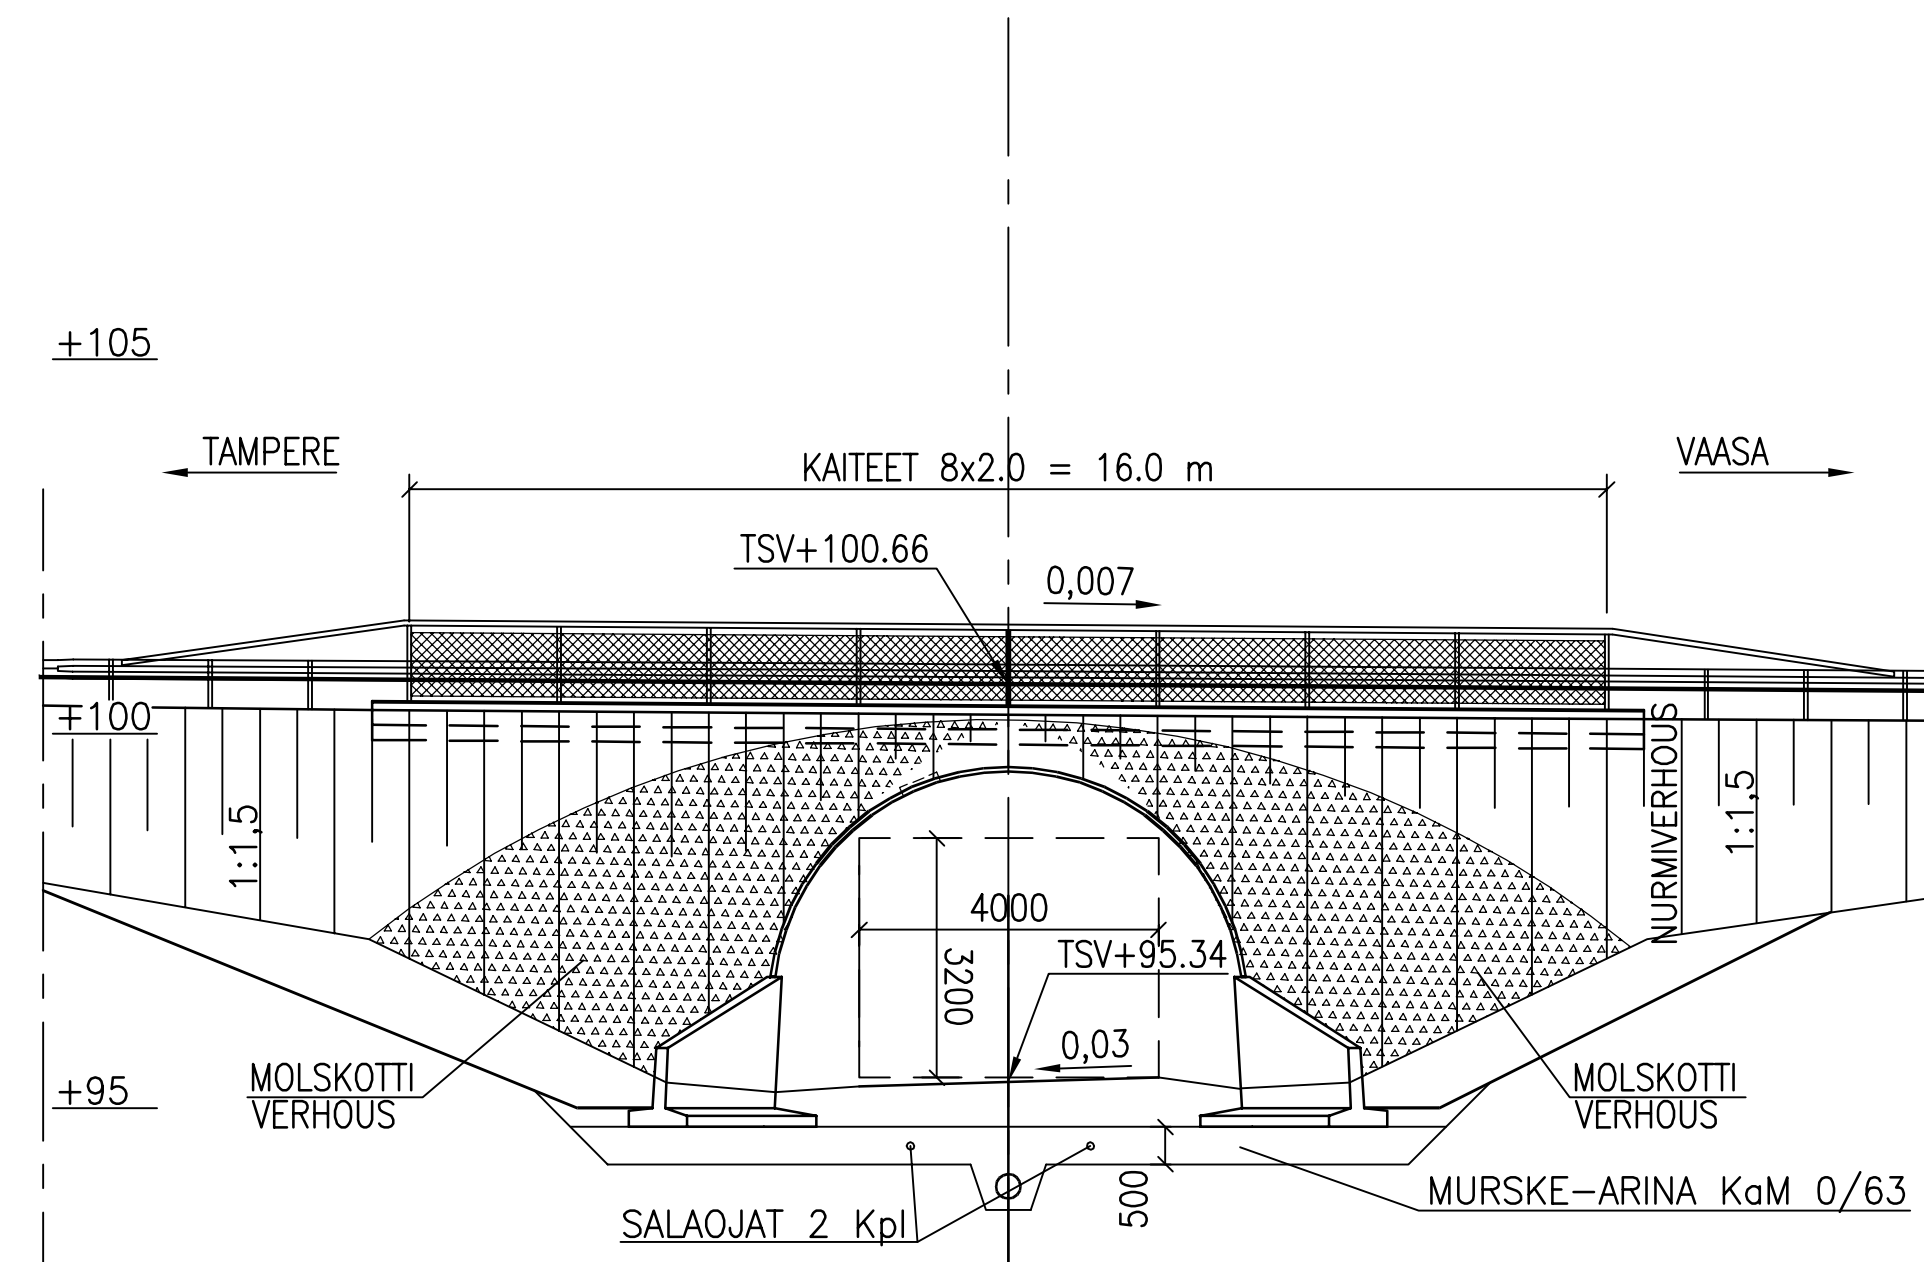 +105
TAMPERE
VAASA
KAITEET 8x2.0 = 16.0 m
TSV+100.66
0,007
+100
NURMIVERHOUS
1:1,5
1:1,5
4000
3200
TSV+95.34
0,03
MOLSKOTTI
VERHOUS
+95
MOLSKOTTI
VERHOUS
500
MURSKE-ARINA KaM 0/63
SALAOJAT 2 Kpl